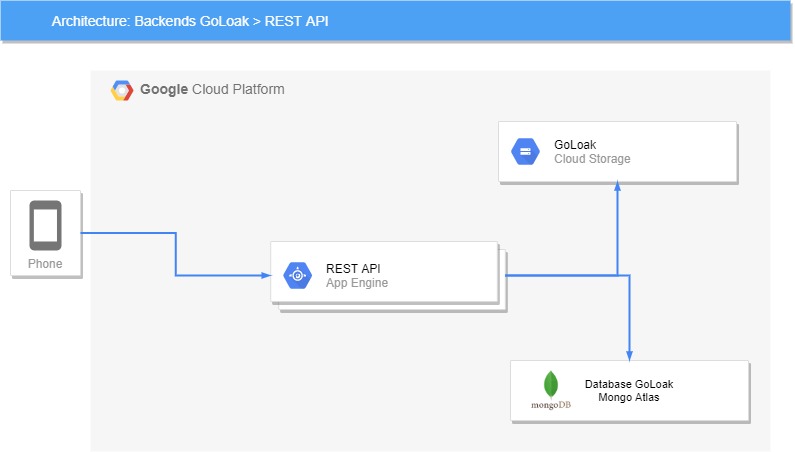 Architecture: Backends GoLoak > REST API
Google Cloud Platform
GoLoak
Cloud Storage
Phone
REST API
App Engine
mongoDB
Database GoLoak
Mongo Atlas